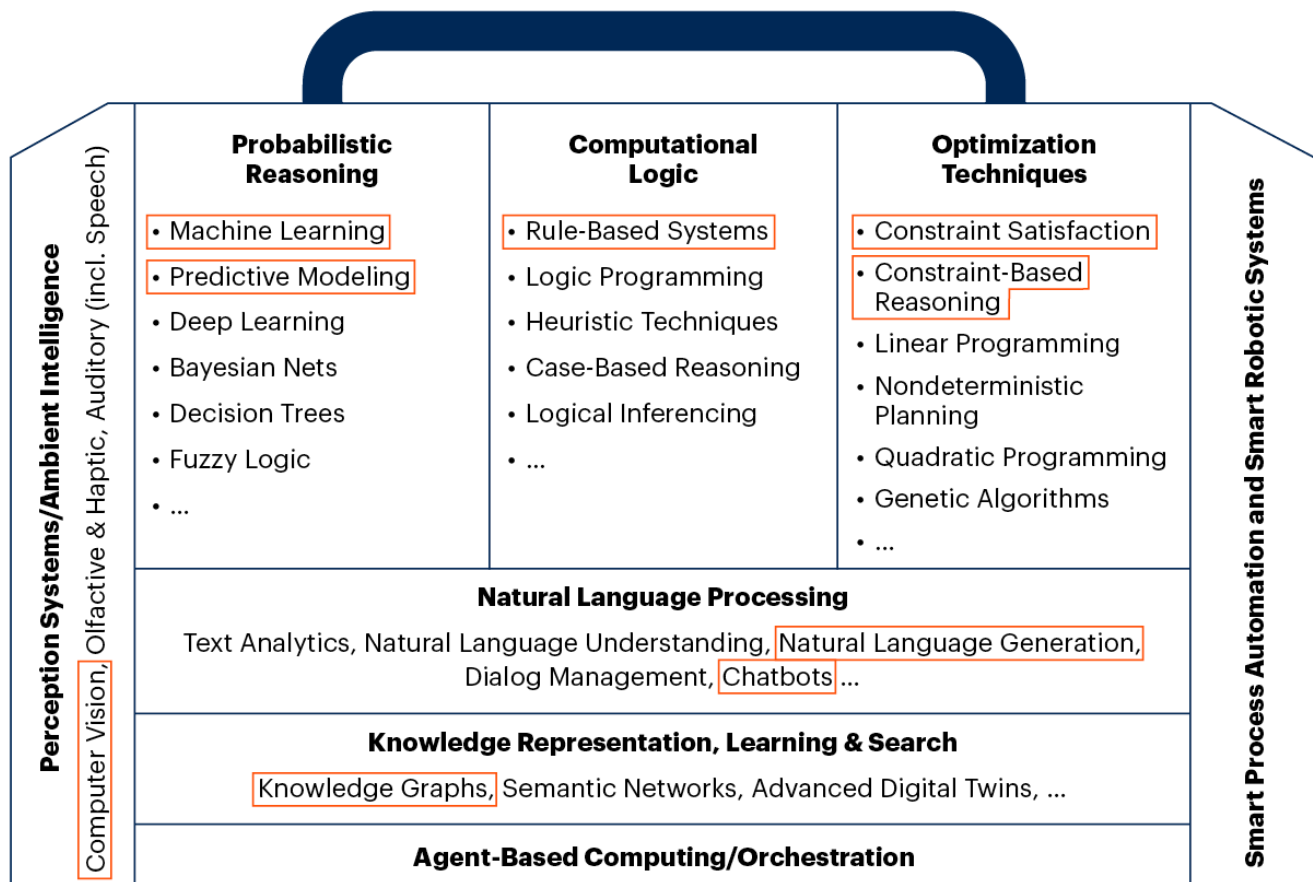 Perception Systems/Ambient Intelligence
Computer Vision, Olfactive & Haptic, Auditory (incl. Speech)
Probabilistic
Reasoning
• Machine Learning
• Predictive Modeling
• Deep Learning
• Bayesian Nets
• Decision Trees
• Fuzzy Logic
• ...
Computational
Logic
• Rule-Based Systems
• Logic Programming
• Heuristic Techniques
• Case-Based Reasoning
• Logical Inferencing
• ...
Optimization
Techniques
• Constraint Satisfaction
• Constraint-Based
Reasoning
• Linear Programming
• Nondeterministic
Planning
• Quadratic Programming
• Genetic Algorithms
• ...
Natural Language Processing
Text Analytics, Natural Language Understanding, Natural Language Generation,
Dialog Management, Chatbots ...
Knowledge Representation, Learning & Search
Knowledge Graphs, Semantic Networks, Advanced Digital Twins, ...
Agent-Based Computing/Orchestration
Smart Process Automation and Smart Robotic Systems